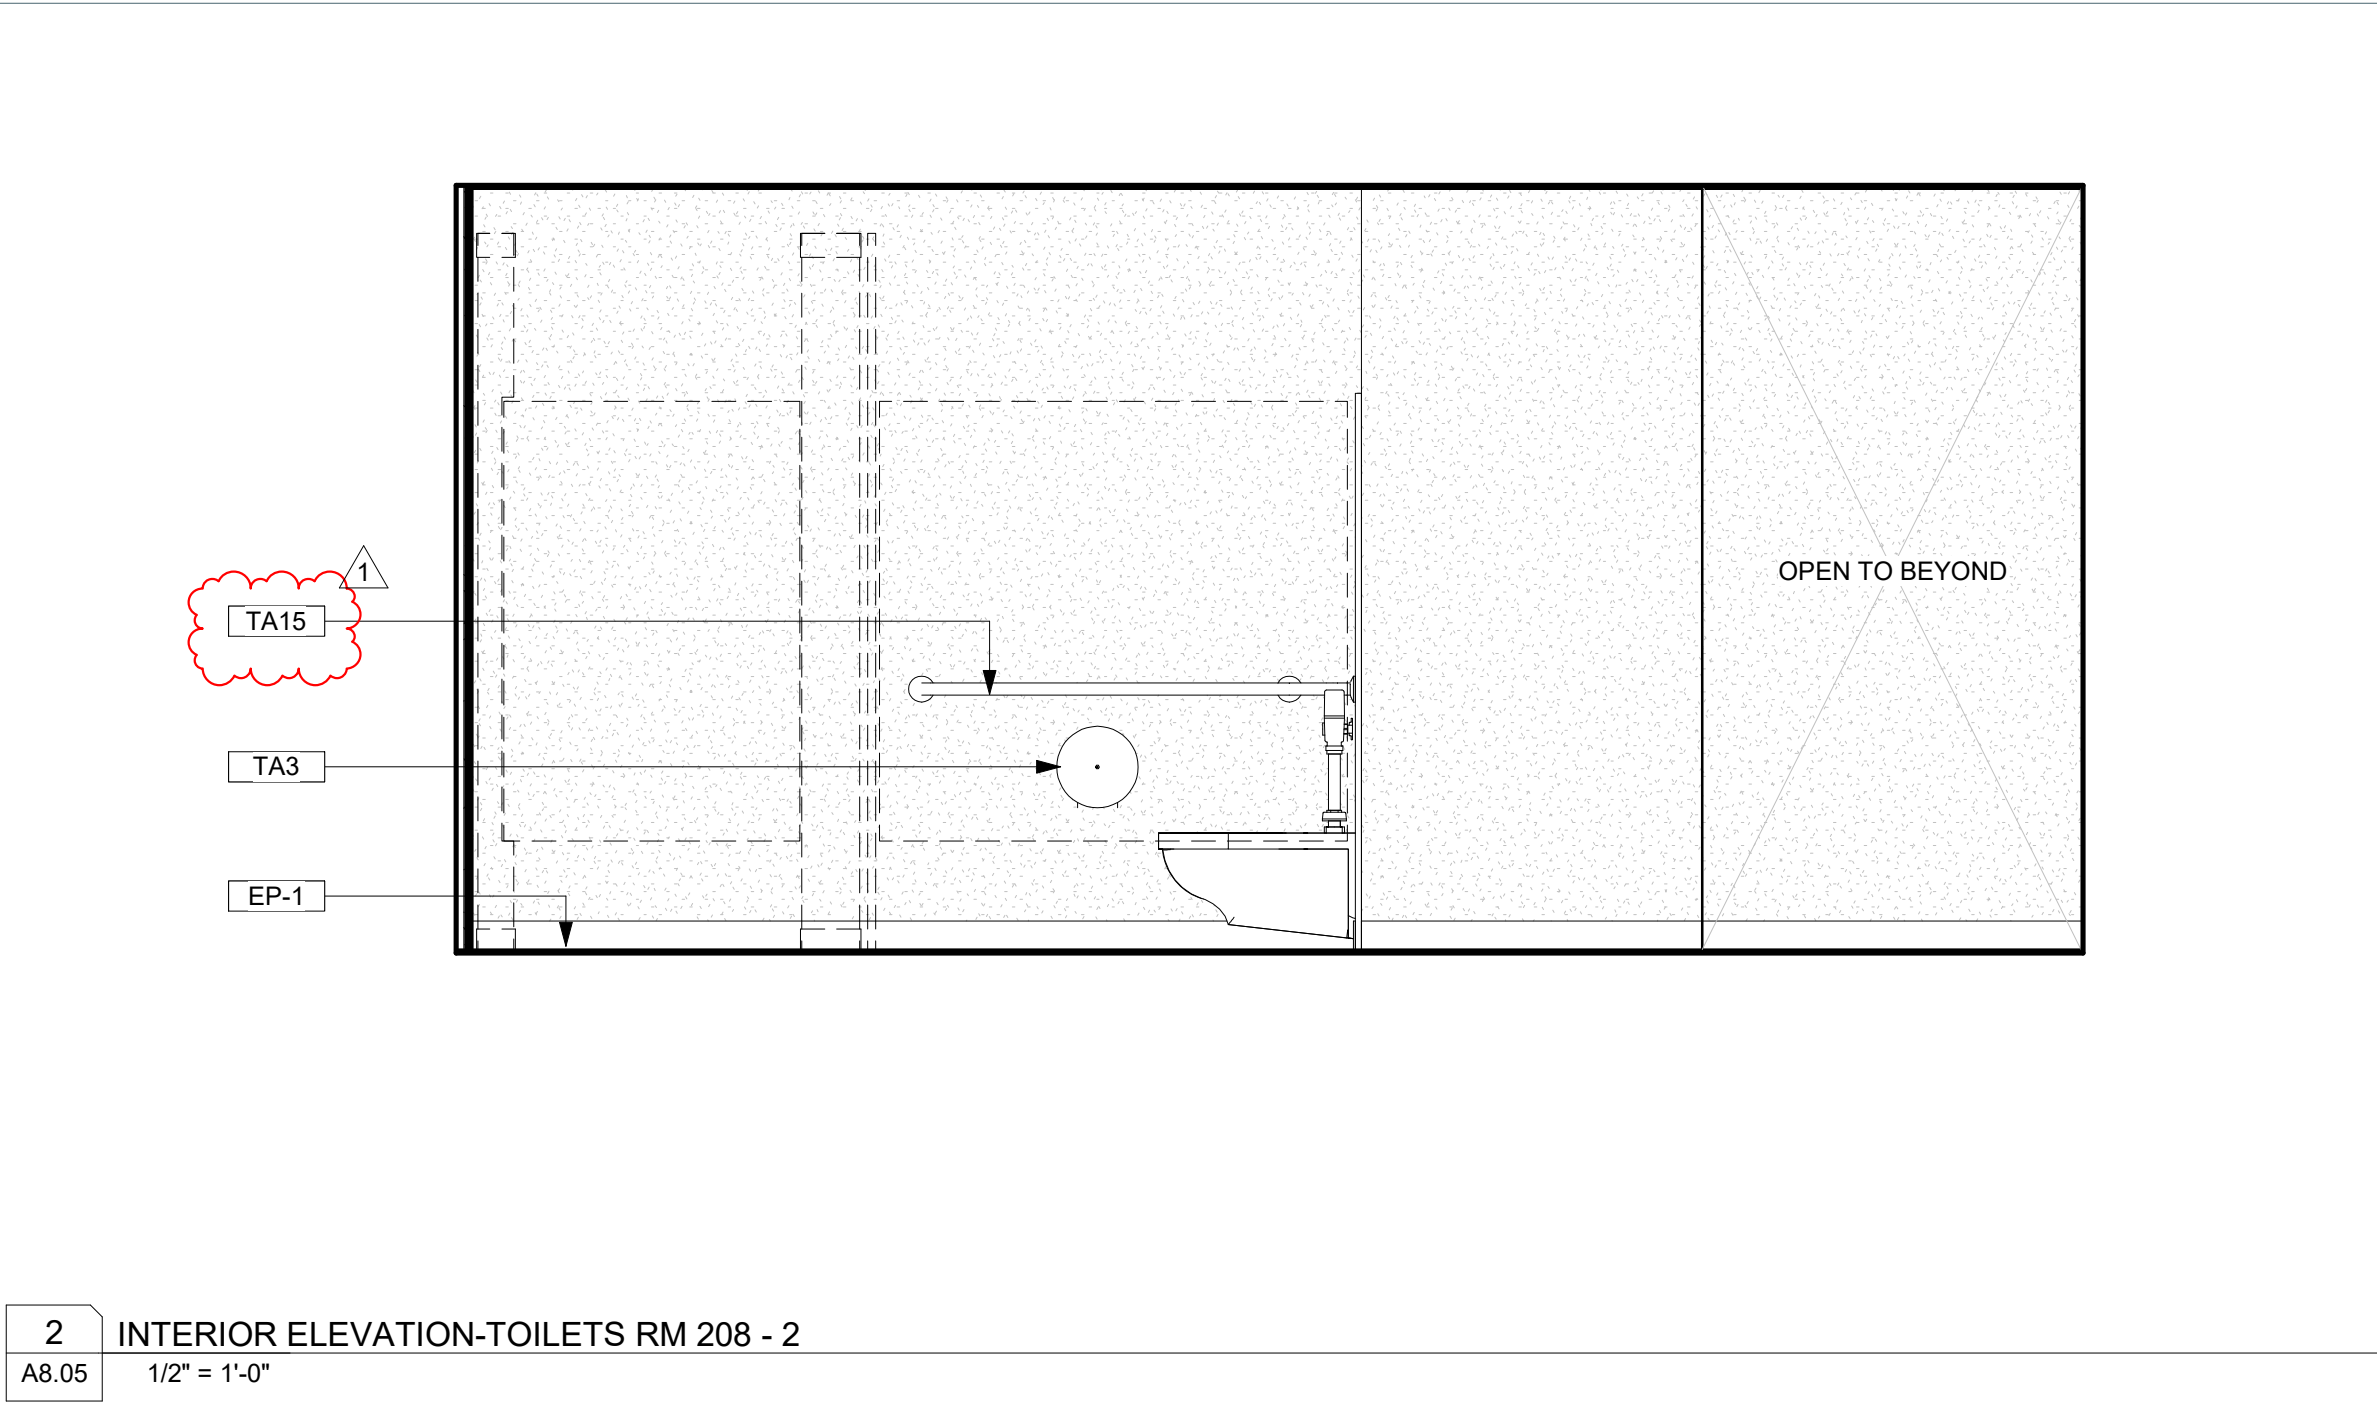 1
TA15
OPEN TO BEYOND
TA3
EP-1
2
INTERIOR ELEVATION-TOILETS RM 208 - 2
A8.05
1/2" = 1'-0"